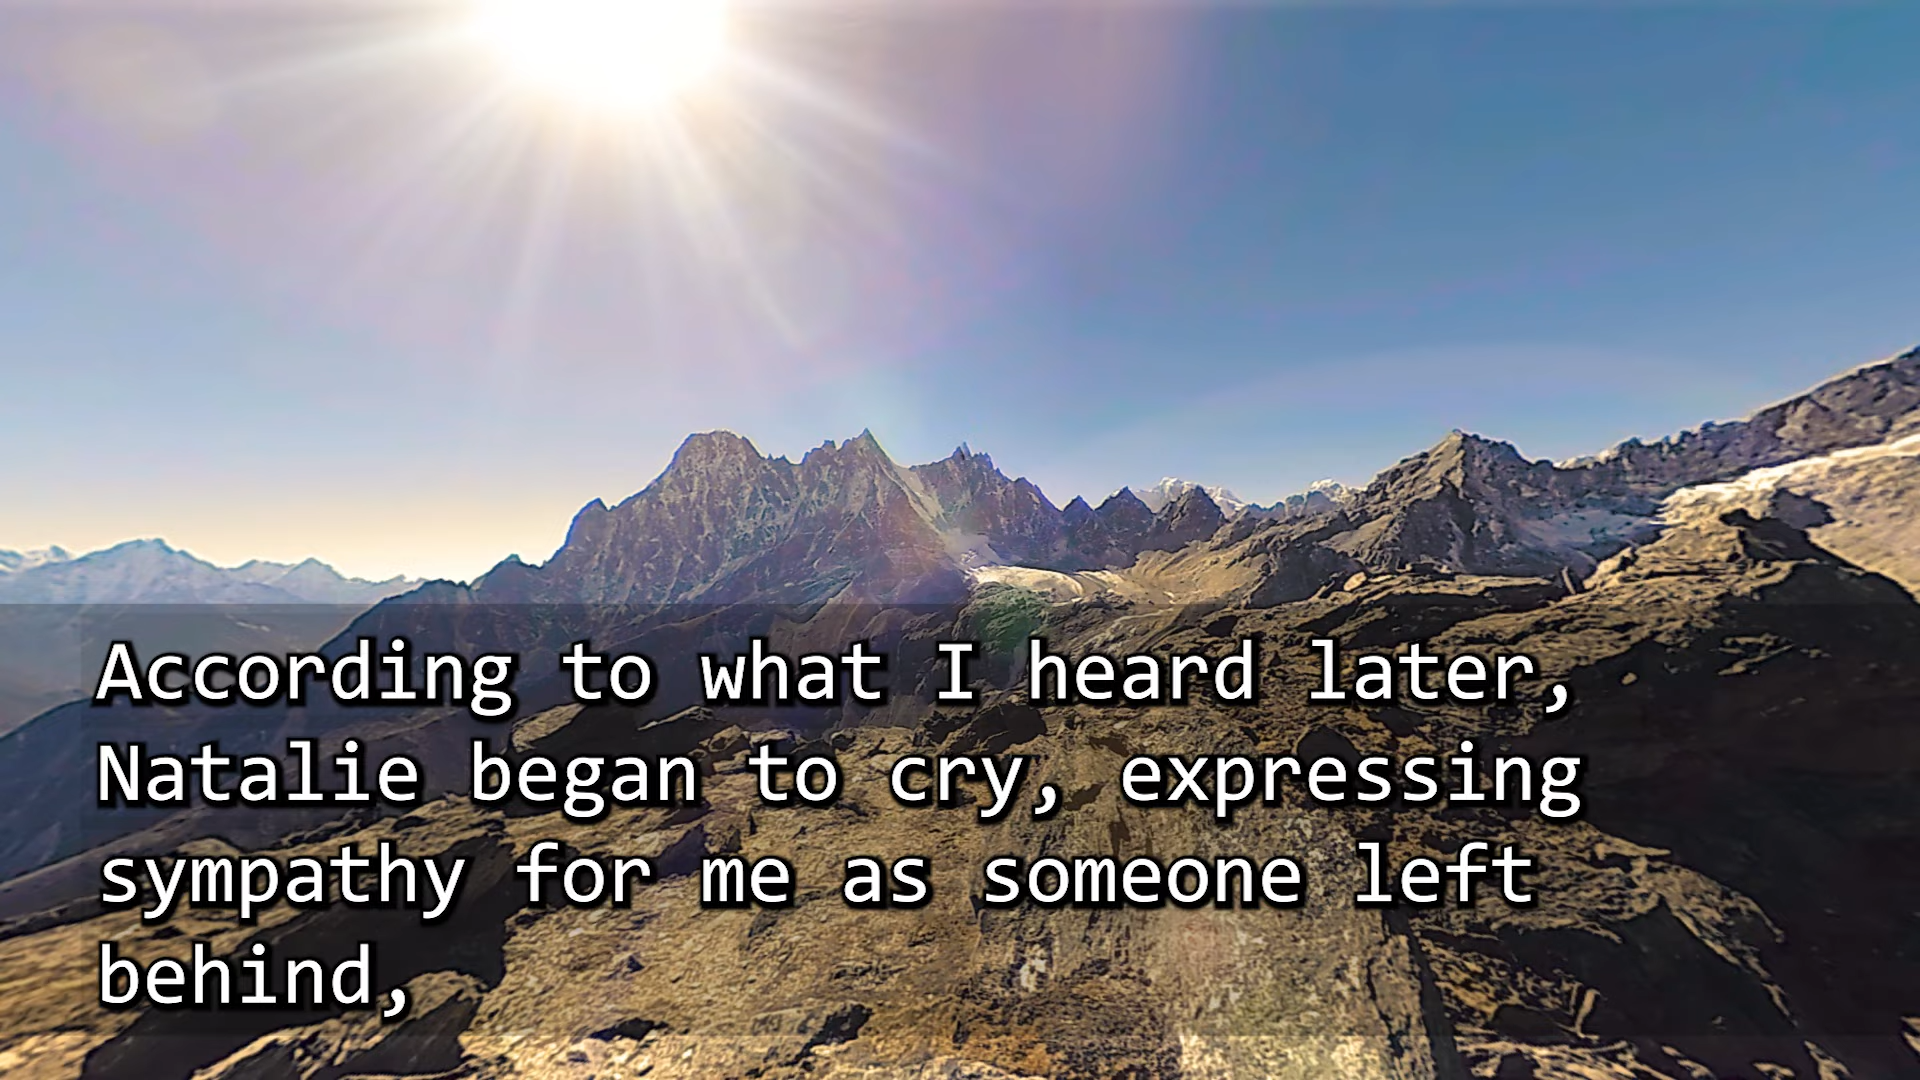 According to what I heard later,
Natalie began to cry, expressing
sympathy for me as someone left
behind,